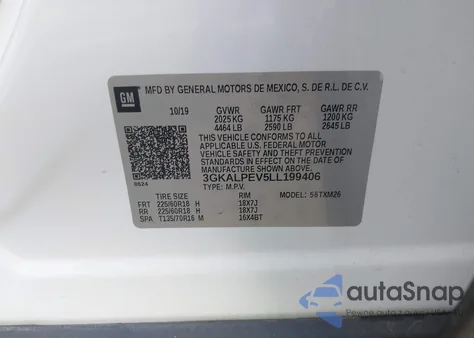 GM
MFD BY GENERAL MOTORS DE MEXICO, S. DE R.L. DE C.V.
10/19 GVWR GAWR FRT GAWR RR
2025 KG 1175 KG 1200 KG
4464 LB 2590 LB 2645 LB
THIS VEHICLE CONFORMS TO ALL
APPLICABLE U.S. FEDERAL MOTOR
VEHICLE SAFETY AND THEFT PREVENTION
STANDARDS IN EFFECT ON THE DATE
OF MANUFACTURE SHOWN ABOVE.
3GKALPEV5LL199406
TYPE: M.P.V.
TIRE SIZE RIM
FRT 225/60R18 H 18X7J
RR 225/60R18 H 18X7J
SPA T135/70R16 M 16X4BT
autoSnap